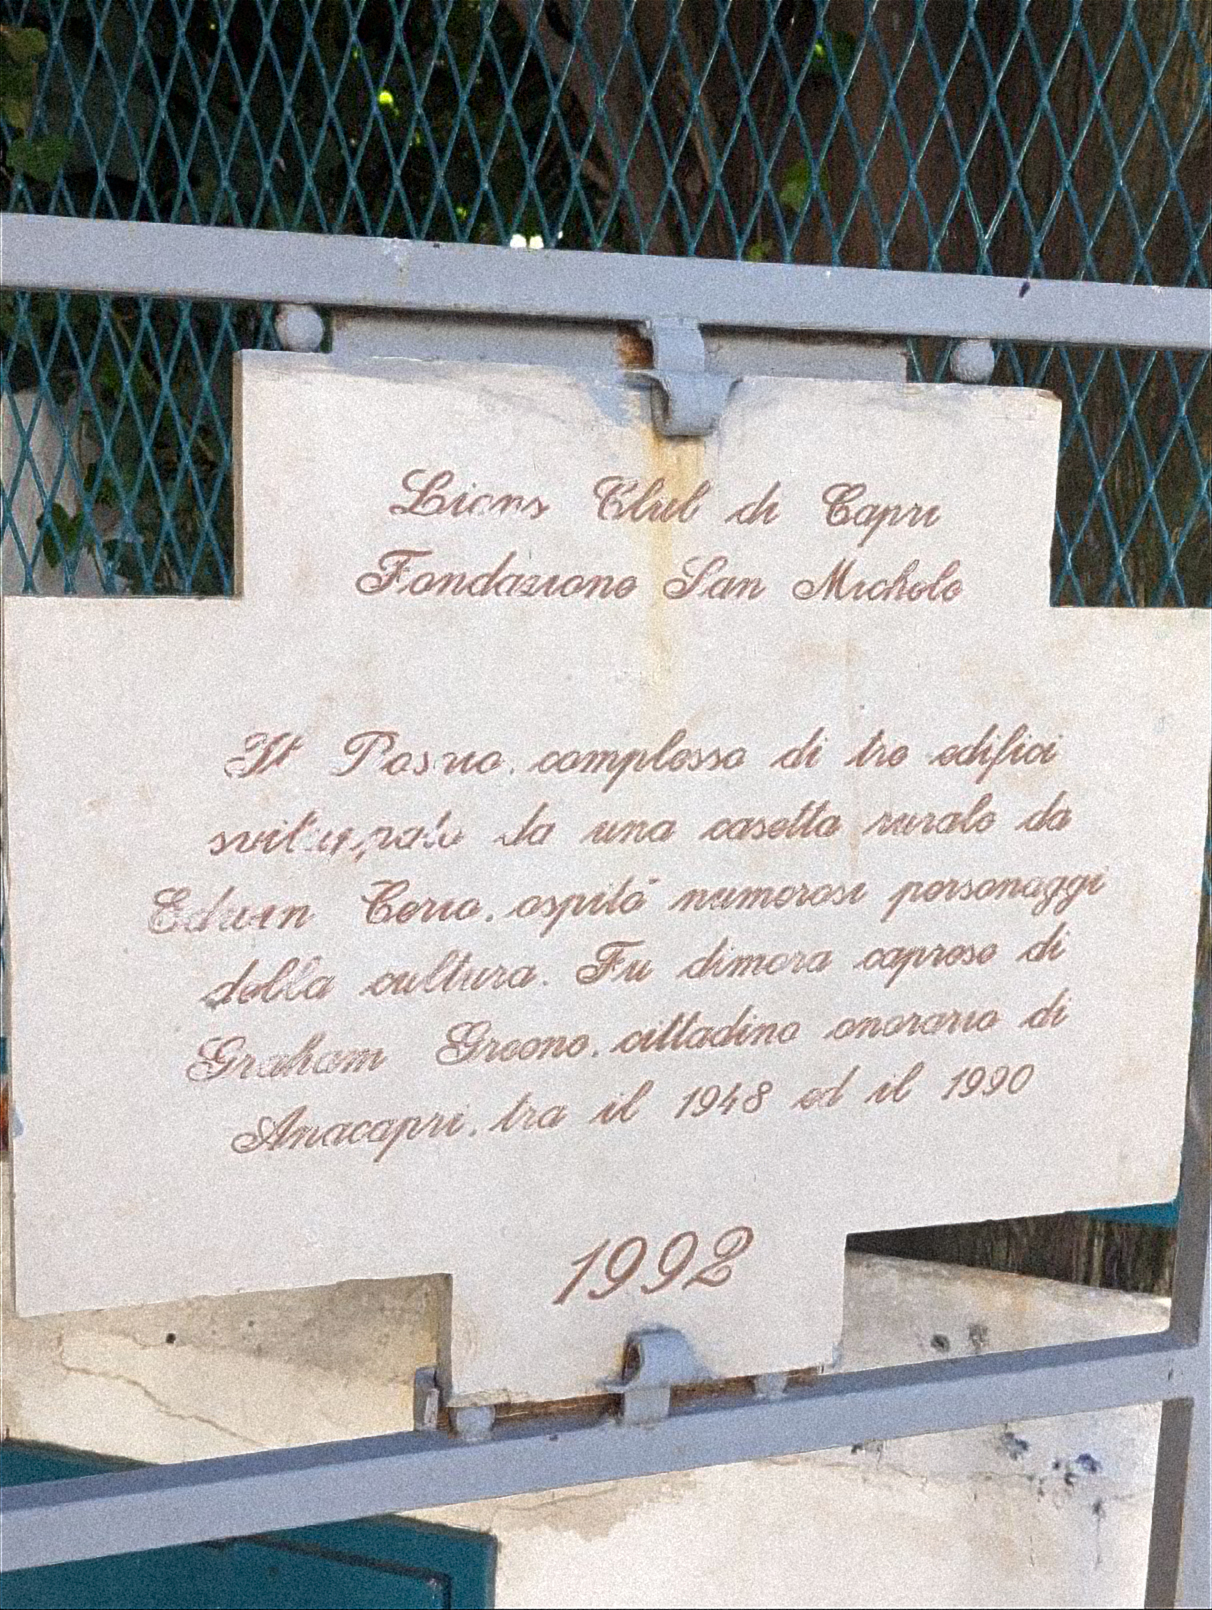 Lions Club di Capri
Fondazione San Michele
Il Rosaio, complesso di tre edifici
sviluppato da una casetta rurale da
Edwin Cerio, ospitò numerosi personaggi
della cultura. Fu dimora caprese di
Graham Greene, cittadino onorario di
Anacapri, tra il 1948 ed il 1990
1992